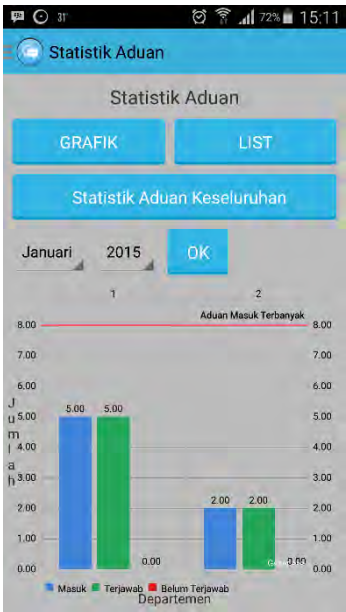 31° 72% 15:11
Statistik Aduan
Statistik Aduan
GRAFIK LIST
Statistik Aduan Keseluruhan
Januari 2015 OK
1 2
Aduan Masuk Terbanyak
8.00 8.00
7.00 7.00
6.00 6.00
Jumlah
5.00 5.00 5.00 5.00
4.00 4.00
3.00 3.00
2.00 2.00
2.00 2.00
1.00 1.00
0.00 0.00 0.00 0.00
Masuk Terjawab Belum Terjawab
Departemen